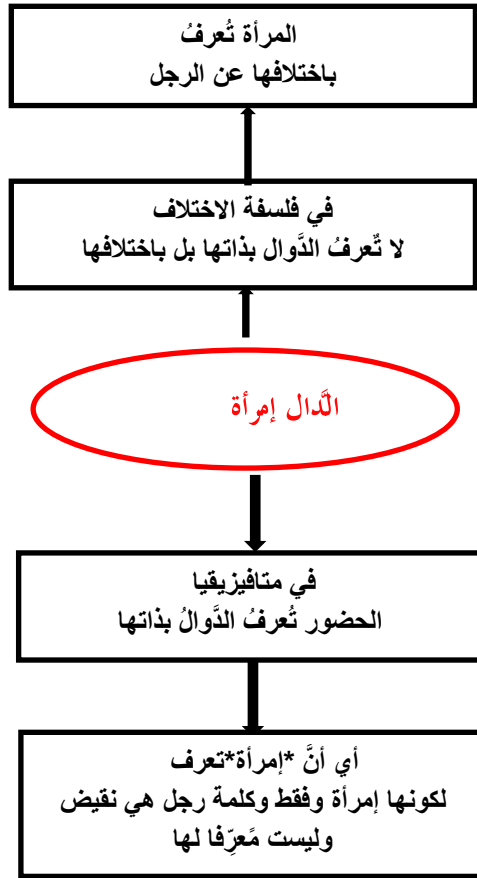 المرأة تُعرفُ
باختلافها عن الرجل
في فلسفة الاختلاف
لا تٌعرفُ الدَّوال بذاتها بل باختلافها
الدَّال إمرأة
في متافيزيقيا
الحضور تُعرفُ الدَّوالُ بذاتها
أي أنَّ *إمرأة*تعرف
لكونها إمرأة وفقط وكلمة رجل هي نقيض
وليست مًعرِّفا لها